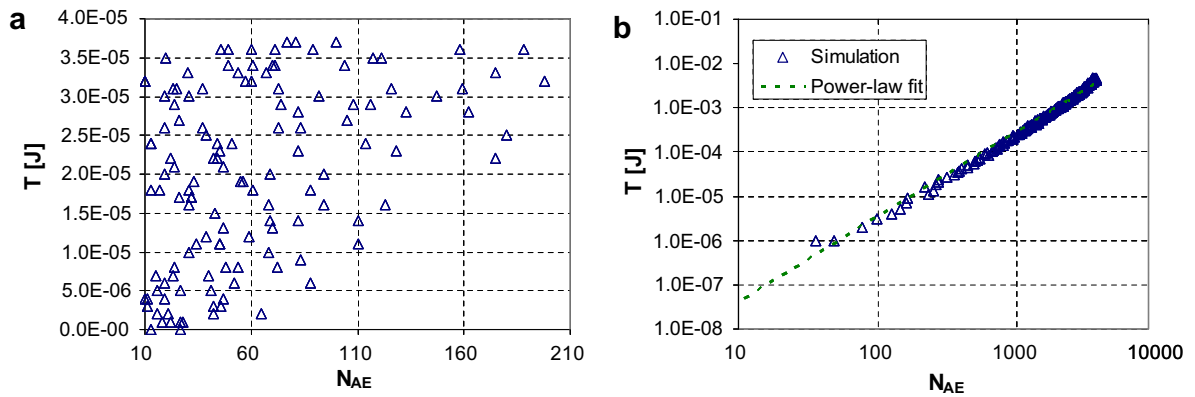 a
T [J]
4.0E-05
3.5E-05
3.0E-05
2.5E-05
2.0E-05
1.5E-05
1.0E-05
5.0E-06
0.0E-00
10 60 110 160 210
N_AE
b
T [J]
1.0E-01
1.0E-02
1.0E-03
1.0E-04
1.0E-05
1.0E-06
1.0E-07
1.0E-08
Simulation
Power-law fit
10 100 1000 10000
N_AE